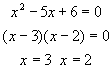 x² − 5x + 6 = 0
(x − 3)(x − 2) = 0
x = 3  x = 2